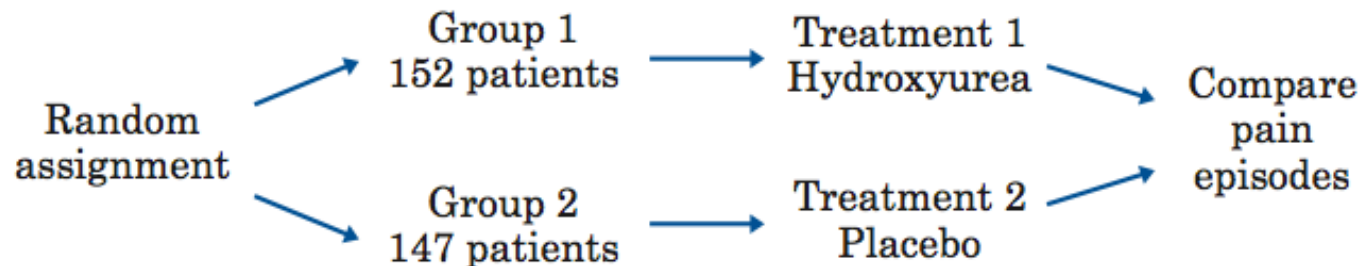 Random
assignment
Group 1
152 patients
Treatment 1
Hydroxyurea
Group 2
147 patients
Treatment 2
Placebo
Compare
pain
episodes